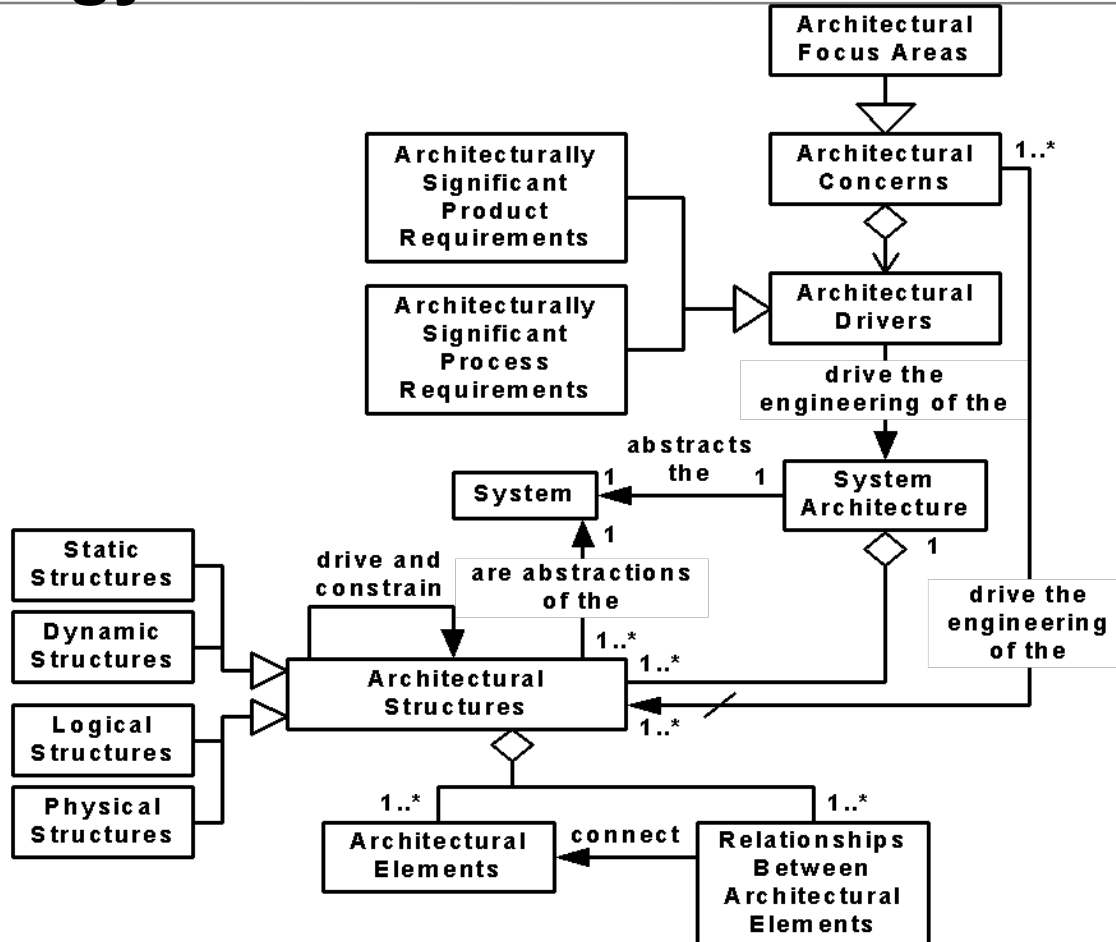 gy
Architectural
Focus Areas
Architecturally
Significant
Product
Requirements
Architectural
Concerns
1..*
Architecturally
Significant
Process
Requirements
Architectural
Drivers
drive the
engineering of the
abstracts
the
1
1
System
System
Architecture
1
1
Static
Structures
drive and
constrain
are abstractions
of the
drive the
engineering
of the
Dynamic
Structures
1..*
1..*
Architectural
Structures
1..*
Logical
Structures
Physical
Structures
1..*
1..*
Architectural
Elements
connect
Relationships
Between
Architectural
Elements